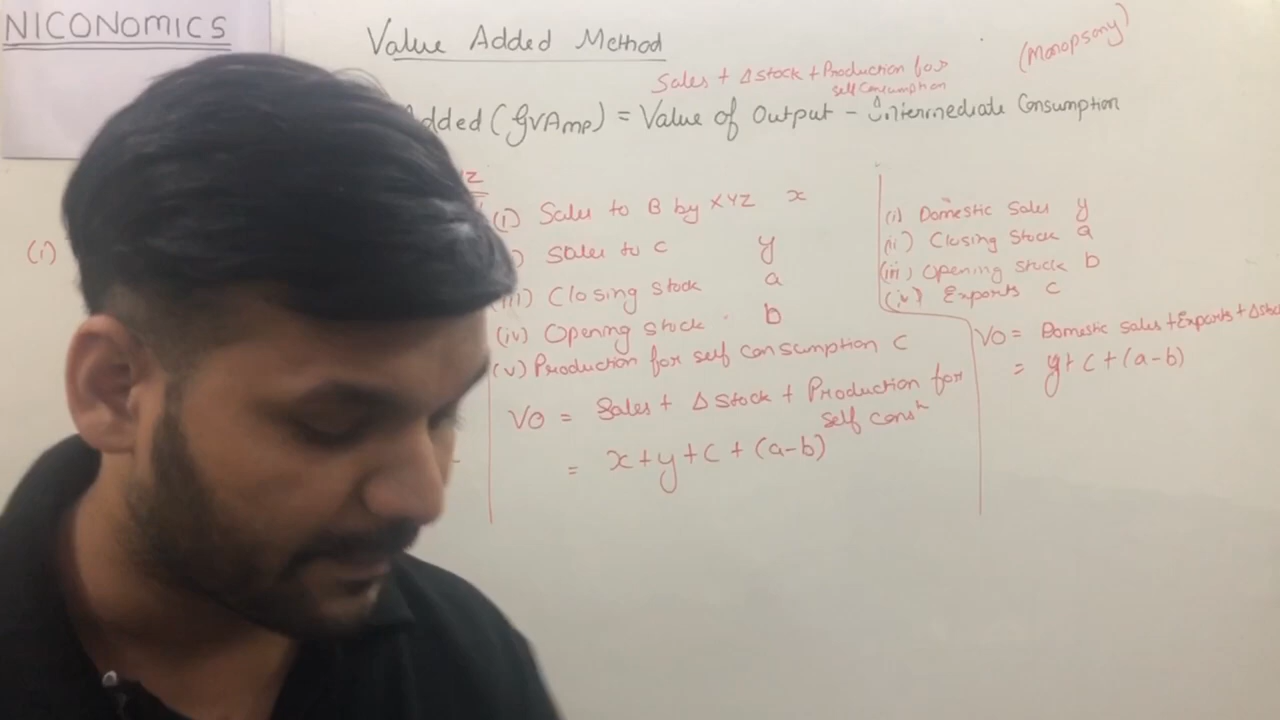 NICONOMICS
Value Added Method
(Monopsony)
Sales + Δ stock + Production for
self consumption
dded (GVAMP) = Value of Output - Intermediate Consumption
(i)
Z
(i) Sales to B by XYZ x
) Sales to C y
(iii) Closing stock a
(iv) Opening stock b
(v) Production for self consumption C
VO = Sales + Δ Stock + Production for
self consⁿ
= x+y+c+(a-b)
(i) Domestic Sales y
(ii) Closing Stock a
(iii) Opening Stock b
(iv) Exports c
VO = Domestic Sales + Exports + Δ stoc
= y+c+(a-b)